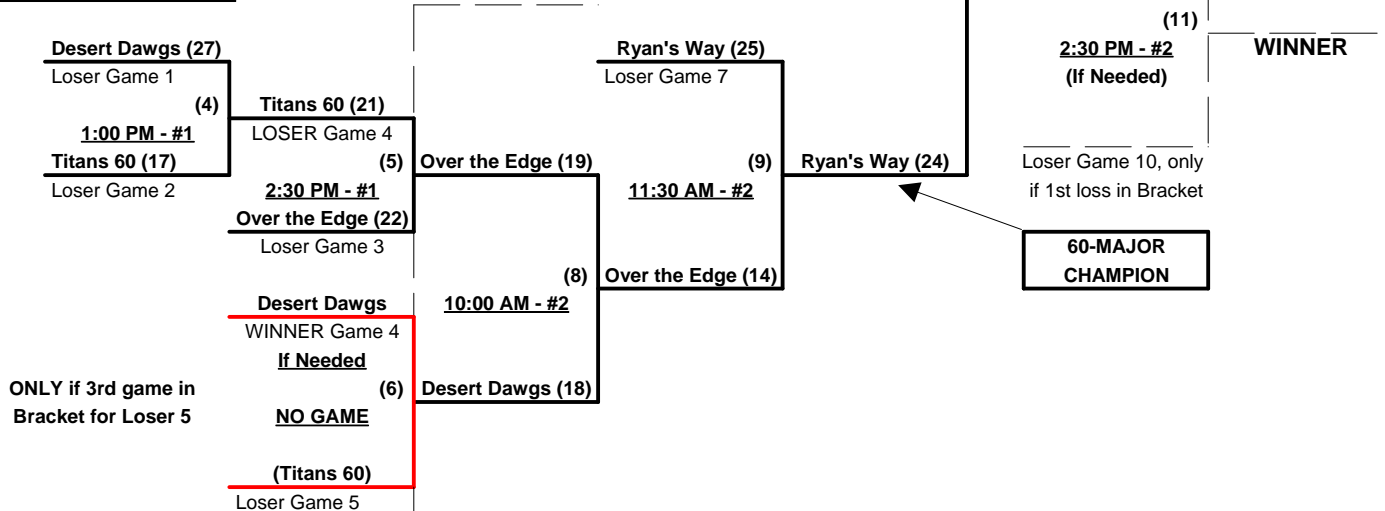 (11)
Desert Dawgs (27)
Ryan's Way (25)
2:30 PM - #2
WINNER
Loser Game 1
Loser Game 7
(If Needed)
(4)
Titans 60 (21)
1:00 PM - #1
LOSER Game 4
Titans 60 (17)
(5)
Over the Edge (19)
(9)
Ryan's Way (24)
Loser Game 10, only
Loser Game 2
2:30 PM - #1
11:30 AM - #2
if 1st loss in Bracket
Over the Edge (22)
Loser Game 3
60-MAJOR
CHAMPION
(8)
Over the Edge (14)
Desert Dawgs
10:00 AM - #2
WINNER Game 4
If Needed
ONLY if 3rd game in
(6)
Desert Dawgs (18)
Bracket for Loser 5
NO GAME
(Titans 60)
Loser Game 5